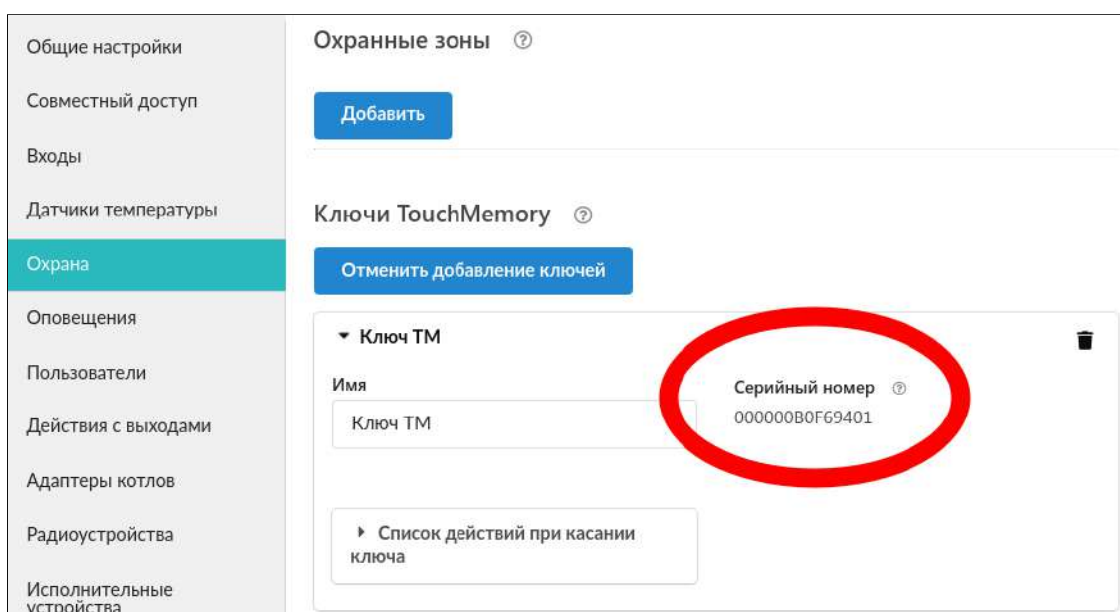 Общие настройки
Совместный доступ
Входы
Датчики температуры
Охрана
Оповещения
Пользователи
Действия с выходами
Адаптеры котлов
Радиоустройства
Исполнительные
устройства
Охранные зоны ?
Добавить
Ключи TouchMemory ?
Отменить добавление ключей
Ключ ТМ
Имя
Ключ ТМ
Серийный номер ?
000000B0F69401
Список действий при касании
ключа